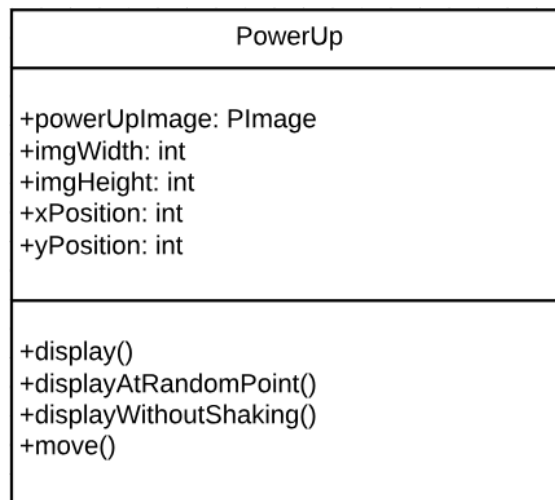 PowerUp
+powerUpImage: PImage
+imgWidth: int
+imgHeight: int
+xPosition: int
+yPosition: int
+display()
+displayAtRandomPoint()
+displayWithoutShaking()
+move()